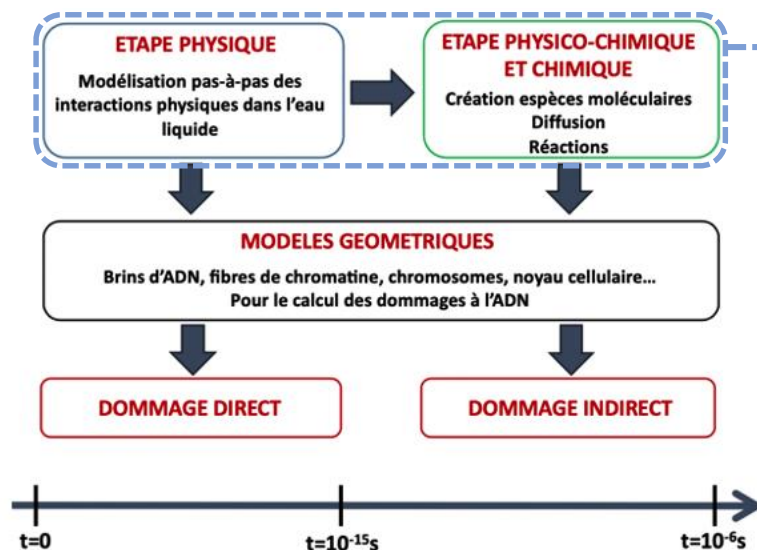 ETAPE PHYSIQUE
Modélisation pas-à-pas des
interactions physiques dans l'eau
liquide
ETAPE PHYSICO-CHIMIQUE
ET CHIMIQUE
Création espèces moléculaires
Diffusion
Réactions
MODELES GEOMETRIQUES
Brins d'ADN, fibres de chromatine, chromosomes, noyau cellulaire...
Pour le calcul des dommages à l'ADN
DOMMAGE DIRECT
DOMMAGE INDIRECT
t=0
t=10⁻¹⁵s
t=10⁻⁶s